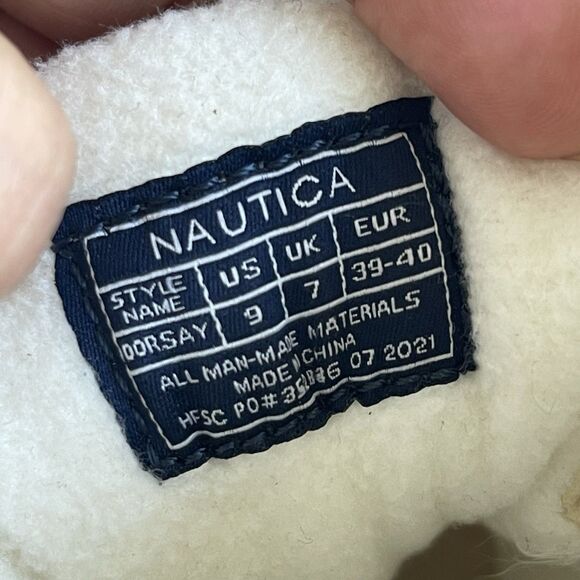 NAUTICA
STYLE NAME US UK EUR
DORSAY 9 7 39-40
ALL MAN-MADE MATERIALS
MADE IN CHINA
HFSC PO# 07 2021